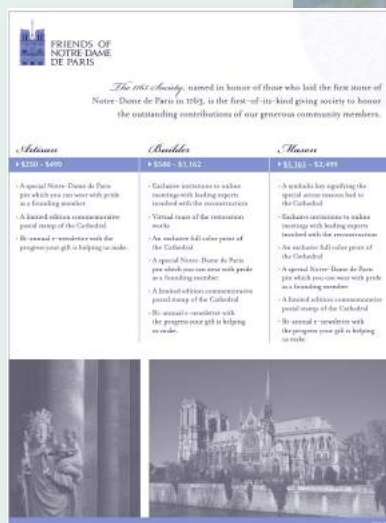 FRIENDS OF
NOTRE-DAME
DE PARIS
The 1163 Society, named in honor of those who laid the first stone of
Notre-Dame de Paris in 1163, is the first-of-its-kind giving society to honor
the outstanding contributions of our generous community members.
Artisan
$250 - $499
- A special Notre-Dame de Paris
pin which you can wear with pride
as a founding member
- A limited edition commemorative
postal stamp of the Cathedral
- Bi-annual e-newsletter with the
progress your gift is helping us make.
Builder
$500 - $1,162
- Exclusive invitations to online
meetings with leading experts
involved with the reconstruction
- Virtual tours of the restoration
works
- An exclusive full color print of
the Cathedral
- A special Notre-Dame de Paris
pin which you can wear with pride
as a founding member
- A limited edition commemorative
postal stamp of the Cathedral
- Bi-annual e-newsletter with
the progress your gift is helping
us make.
Mason
$1,163 - $2,499
- A symbolic key signifying the
special access mission had to
the Cathedral
- Exclusive invitations to online
meetings with leading experts
involved with the reconstruction
- An exclusive full color print of
the Cathedral
- A special Notre-Dame de Paris
pin which you can wear with pride
as a founding member
- A limited edition commemorative
postal stamp of the Cathedral
- Bi-annual e-newsletter with
the progress your gift is helping
us make